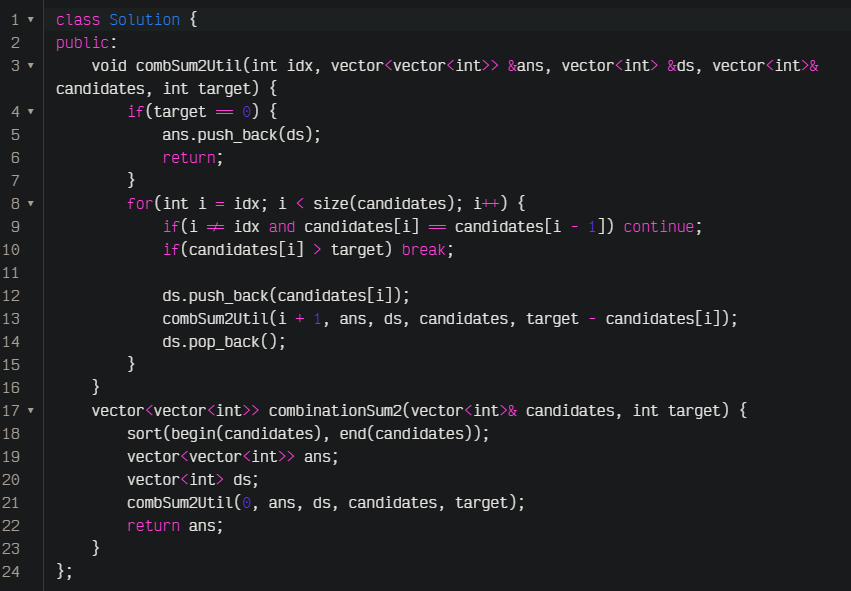 1 ▾ class Solution {
2 public:
3 ▾     void combSum2Util(int idx, vector<vector<int>> &ans, vector<int> &ds, vector<int>&
candidates, int target) {
4 ▾         if(target == 0) {
5             ans.push_back(ds);
6             return;
7         }
8 ▾         for(int i = idx; i < size(candidates); i++) {
9             if(i != idx and candidates[i] == candidates[i - 1]) continue;
10             if(candidates[i] > target) break;
11
12             ds.push_back(candidates[i]);
13             combSum2Util(i + 1, ans, ds, candidates, target - candidates[i]);
14             ds.pop_back();
15         }
16     }
17 ▾     vector<vector<int>> combinationSum2(vector<int>& candidates, int target) {
18         sort(begin(candidates), end(candidates));
19         vector<vector<int>> ans;
20         vector<int> ds;
21         combSum2Util(0, ans, ds, candidates, target);
22         return ans;
23     }
24 };